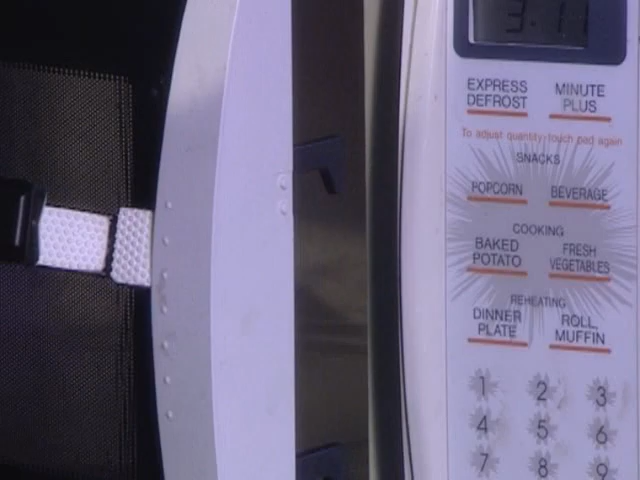 3:11
EXPRESS DEFROST
MINUTE PLUS
To adjust quantity-touch pad again
SNACKS
POPCORN BEVERAGE
COOKING
BAKED POTATO
FRESH VEGETABLES
REHEATING
DINNER PLATE
ROLL MUFFIN
1 2 3
4 5 6
7 8 9